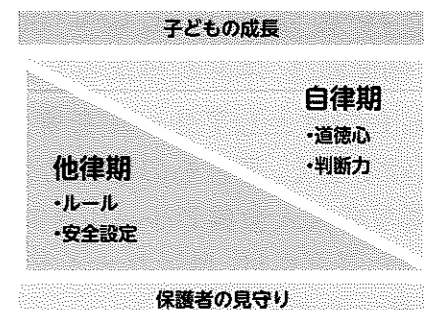 子どもの成長
自律期
・道徳心
・判断力
他律期
・ルール
・安全設定
保護者の見守り